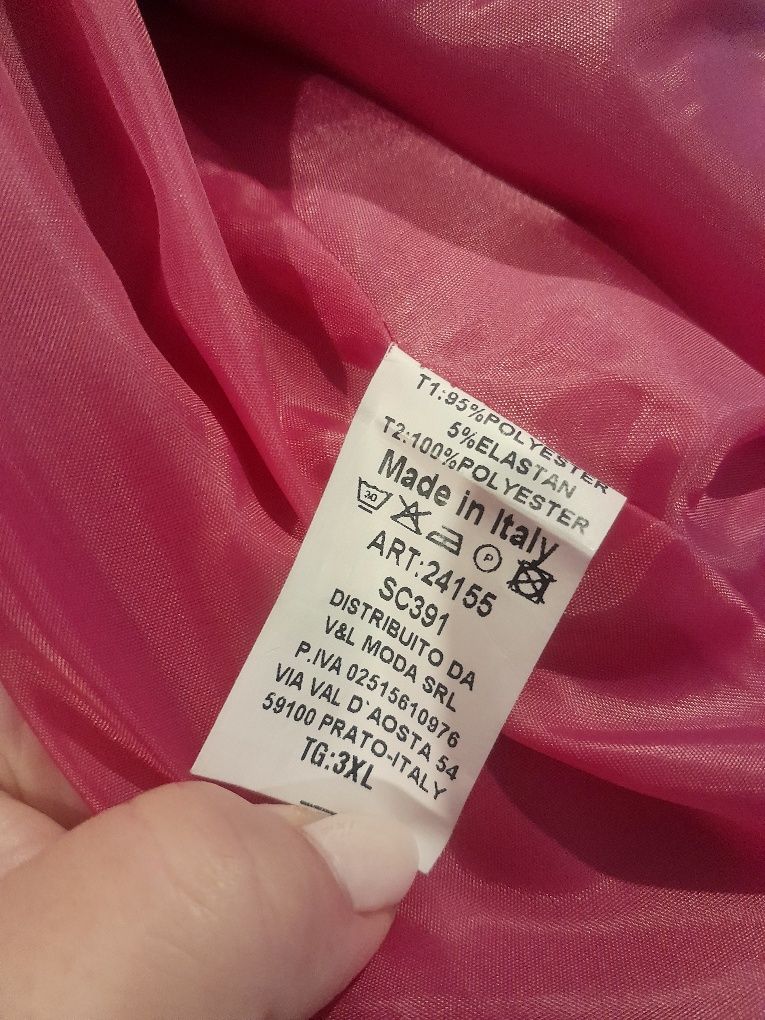 T1:95%POLYESTER
5%ELASTAN
T2:100%POLYESTER
Made in Italy
30 P
ART:24155
SC391
DISTRIBUITO DA
V&L MODA SRL
P.IVA 02515610976
VIA VAL D`AOSTA 54
59100 PRATO-ITALY
TG:3XL